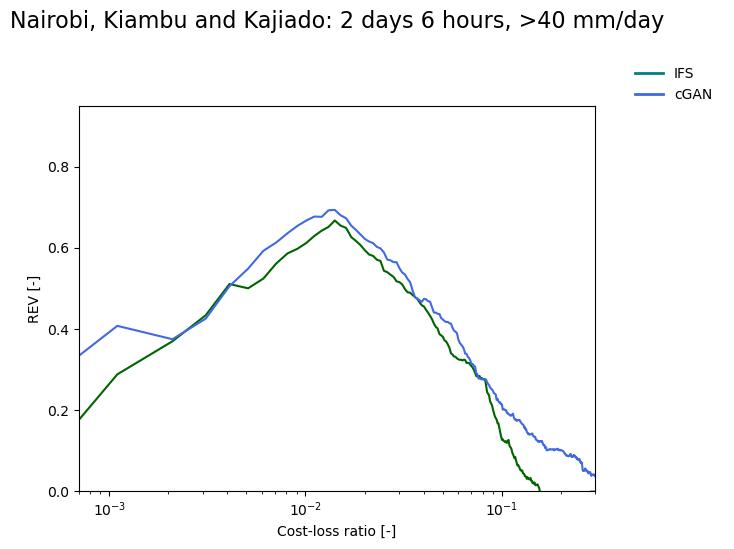 Nairobi, Kiambu and Kajiado: 2 days 6 hours, >40 mm/day
IFS
cGAN
0.8
0.6
0.4
0.2
0.0
REV [-]
10⁻³
10⁻²
10⁻¹
Cost-loss ratio [-]